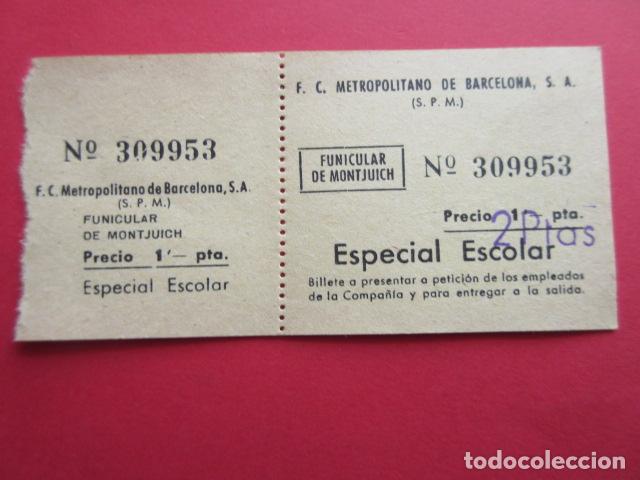 Nº 309953
F. C. Metropolitano de Barcelona, S.A.
(S. P. M.)
FUNICULAR
DE MONTJUICH
Precio 1'— pta.
Especial Escolar
F. C. METROPOLITANO DE BARCELONA, S. A.
(S. P. M.)
FUNICULAR
DE MONTJUICH
Nº 309953
Precio 1'— pta.
2 Ptas
Especial Escolar
Billete a presentar a petición de los empleados
de la Compañía y para entregar a la salida.
todocoleccion.net